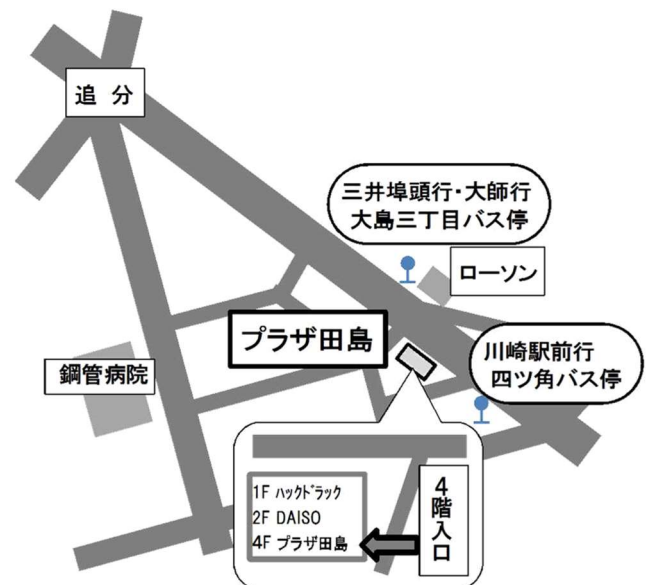 追 分
三井埠頭行・大師行
大島三丁目バス停
ローソン
プラザ田島
川崎駅前行
四ツ角バス停
鋼管病院
1F ハックドラック
2F DAISO
4F プラザ田島
4階入口